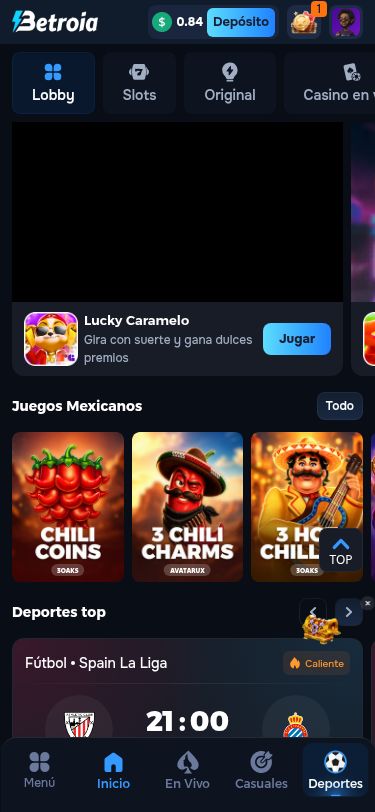 Betroia
$ 0.84 Depósito
1
Lobby
Slots
Original
Casino en
Lucky Caramelo
Gira con suerte y gana dulces
premios
Jugar
Juegos Mexicanos
Todo
CHILI
COINS
3OAKS
3 CHILI
CHARMS
AVATARUX
3 HO
CHILL
3OAKS
TOP
Deportes top
Fútbol • Spain La Liga
Caliente
21 : 00
Menú
Inicio
En Vivo
Casuales
Deportes